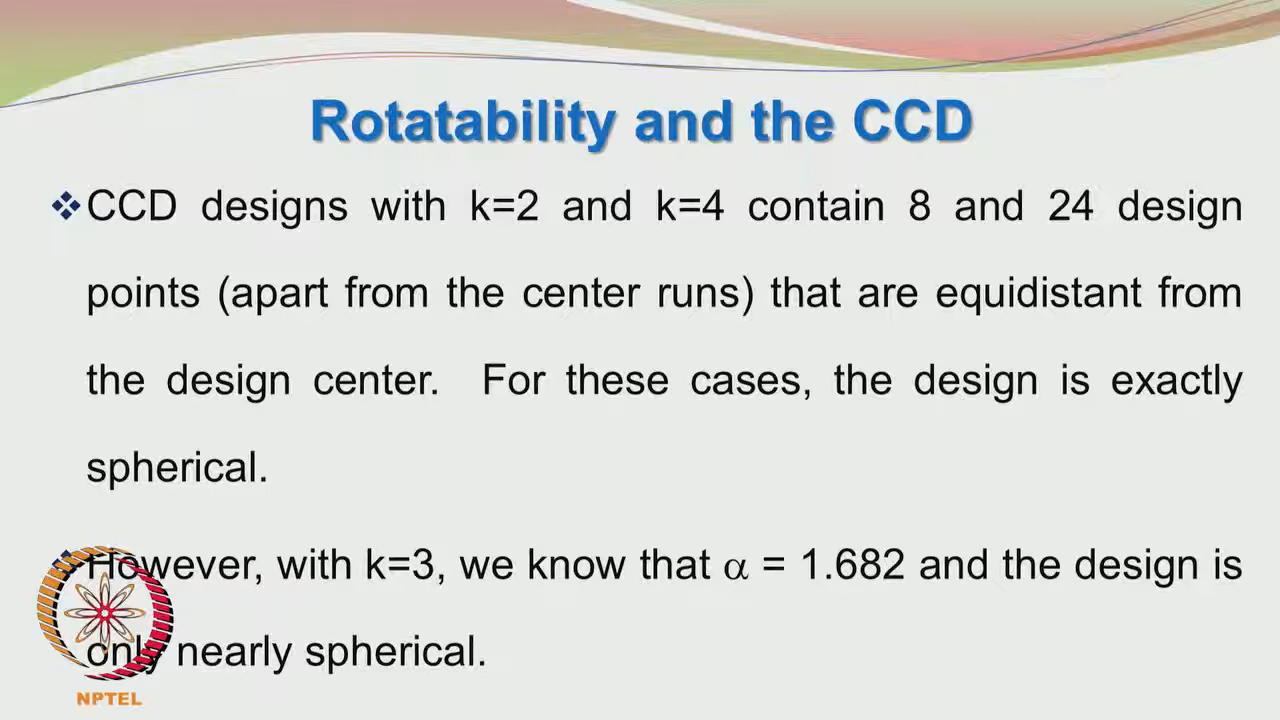 Rotatability and the CCD
❖CCD designs with k=2 and k=4 contain 8 and 24 design
points (apart from the center runs) that are equidistant from
the design center. For these cases, the design is exactly
spherical.
❖However, with k=3, we know that α = 1.682 and the design is
only nearly spherical.
NPTEL